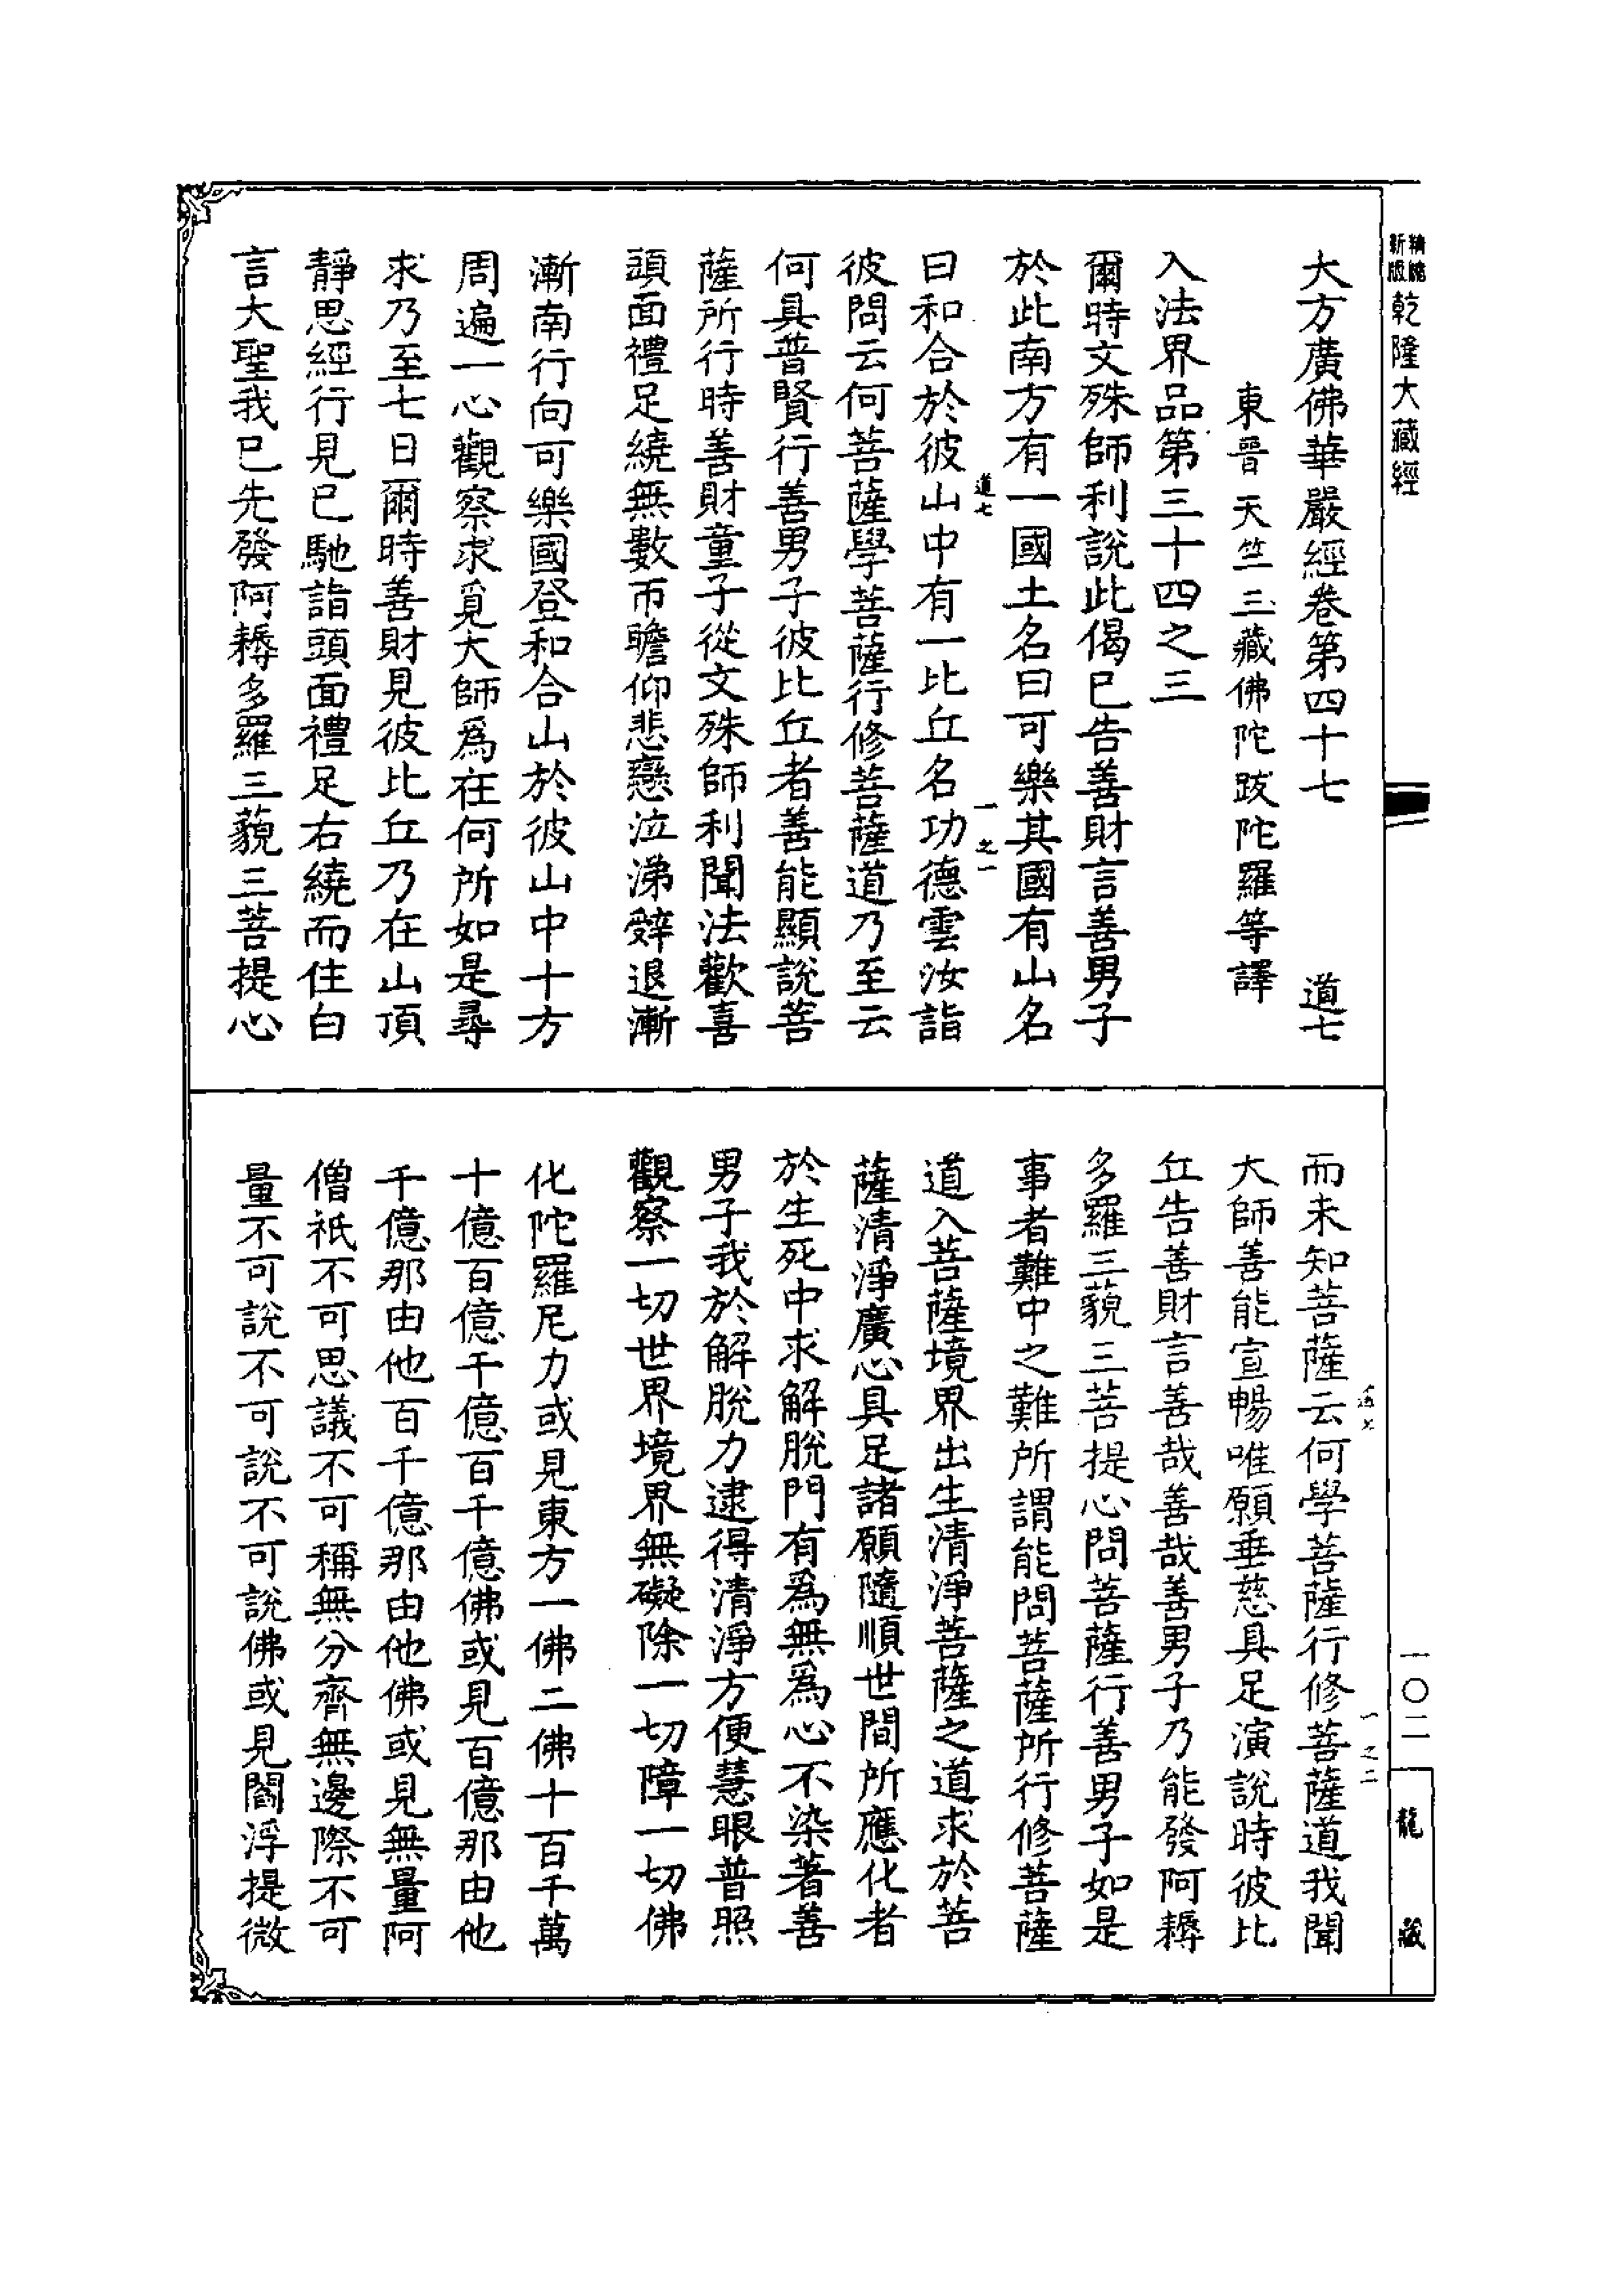 新版
精縮
乾隆大藏經
大方廣佛華嚴經卷第四十七 道七
東晉天竺三藏佛陀跋陀羅等譯
入法界品第三十四之三
爾時文殊師利說此偈已告善財言善男子
於此南方有一國土名曰可樂其國有山名
道七 一 之一
曰和合於彼山中有一比丘名功德雲汝詣
彼問云何菩薩學菩薩行修菩薩道乃至云
何具普賢行善男子彼比丘者善能顯說菩
薩所行時善財童子從文殊師利聞法歡喜
頭面禮足繞無數帀瞻仰悲戀泣涕辭退漸
漸南行向可樂國登和合山於彼山中十方
周遍一心觀察求覓大師爲在何所如是尋
求乃至七日爾時善財見彼比丘乃在山頂
靜思經行見已馳詣頭面禮足右繞而住白
言大聖我已先發阿耨多羅三藐三菩提心
一〇二
龍藏
道七 一之二
而未知菩薩云何學菩薩行修菩薩道我聞
大師善能宣暢唯願垂慈具足演說時彼比
丘告善財言善哉善哉善男子乃能發阿耨
多羅三藐三菩提心問菩薩行善男子如是
事者難中之難所謂能問菩薩所行修菩薩
道入菩薩境界出生清淨菩薩之道求於菩
薩清淨廣心具足諸願隨順世間所應化者
於生死中求解脫門有爲無爲心不染著善
男子我於解脫力逮得清淨方便慧眼普照
觀察一切世界境界無礙除一切障一切佛
化陀羅尼力或見東方一佛二佛十百千萬
十億百億千億百千億佛或見百億那由他
千億那由他百千億那由他佛或見無量阿
僧祇不可思議不可稱無分齊無邊際不可
量不可說不可說不可說佛或見閻浮提微